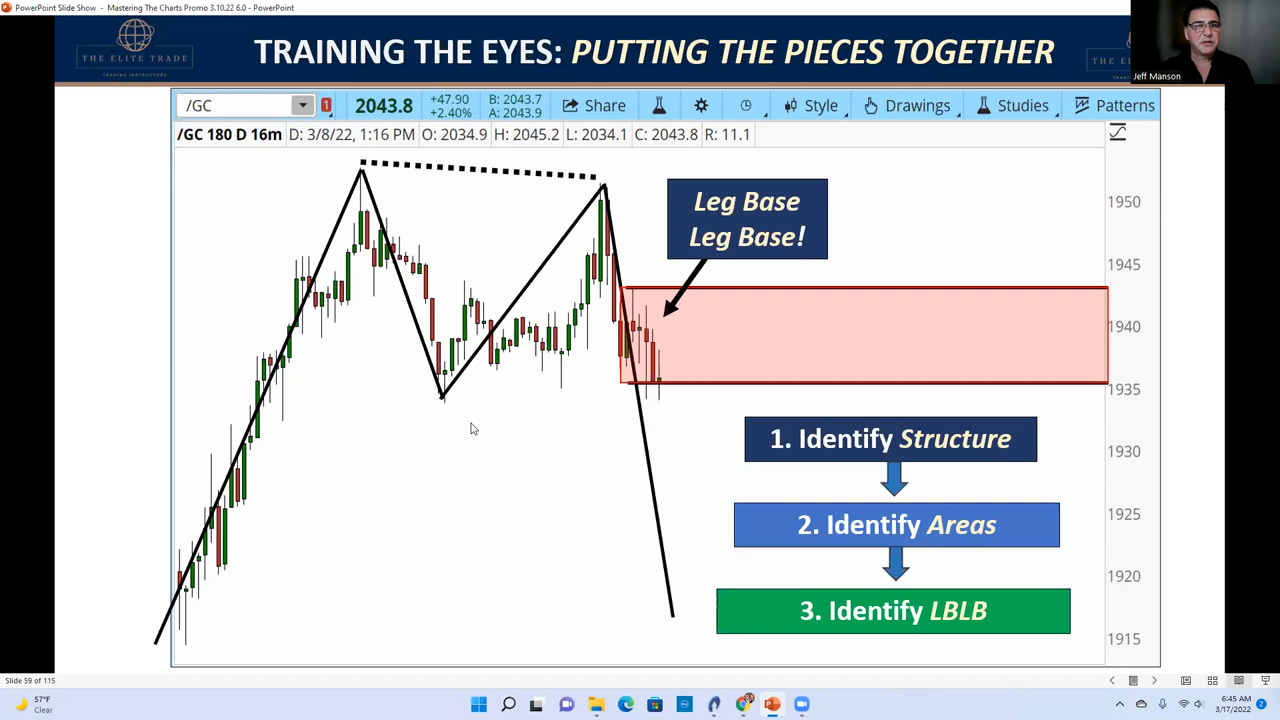 PowerPoint Slide Show - Mastering The Charts Promo 3.10.22 6.0 - PowerPoint
THE ELITE TRADE
TRADING INSTRUCTORS
TRAINING THE EYES: PUTTING THE PIECES TOGETHER
Jeff Manson
/GC
1
2043.8
+47.90
+2.40%
B: 2043.7
A: 2043.9
Share
Style
Drawings
Studies
Patterns
/GC 180 D 16m
D: 3/8/22, 1:16 PM
O: 2034.9
H: 2045.2
L: 2034.1
C: 2043.8
R: 11.1
Leg Base
Leg Base!
1950
1945
1940
1935
1930
1925
1920
1915
1. Identify Structure
2. Identify Areas
3. Identify LBLB
Slide 59 of 115
57°F
Clear
6:45 AM
3/17/2022